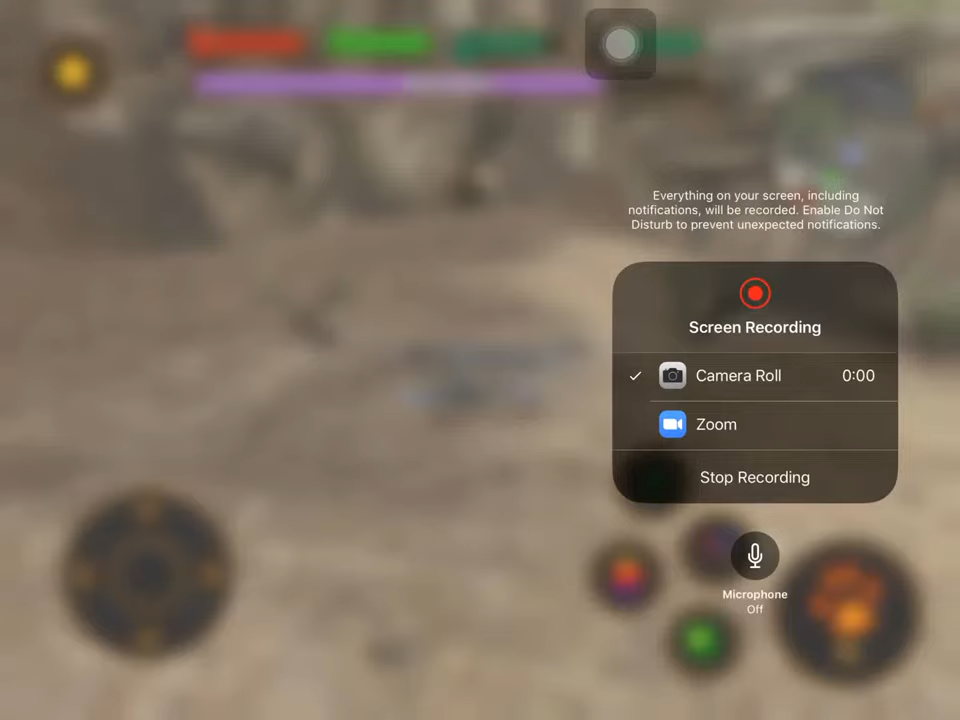 Everything on your screen, including
notifications, will be recorded. Enable Do Not
Disturb to prevent unexpected notifications.
Screen Recording
Camera Roll 0:00
Zoom
Stop Recording
Microphone
Off